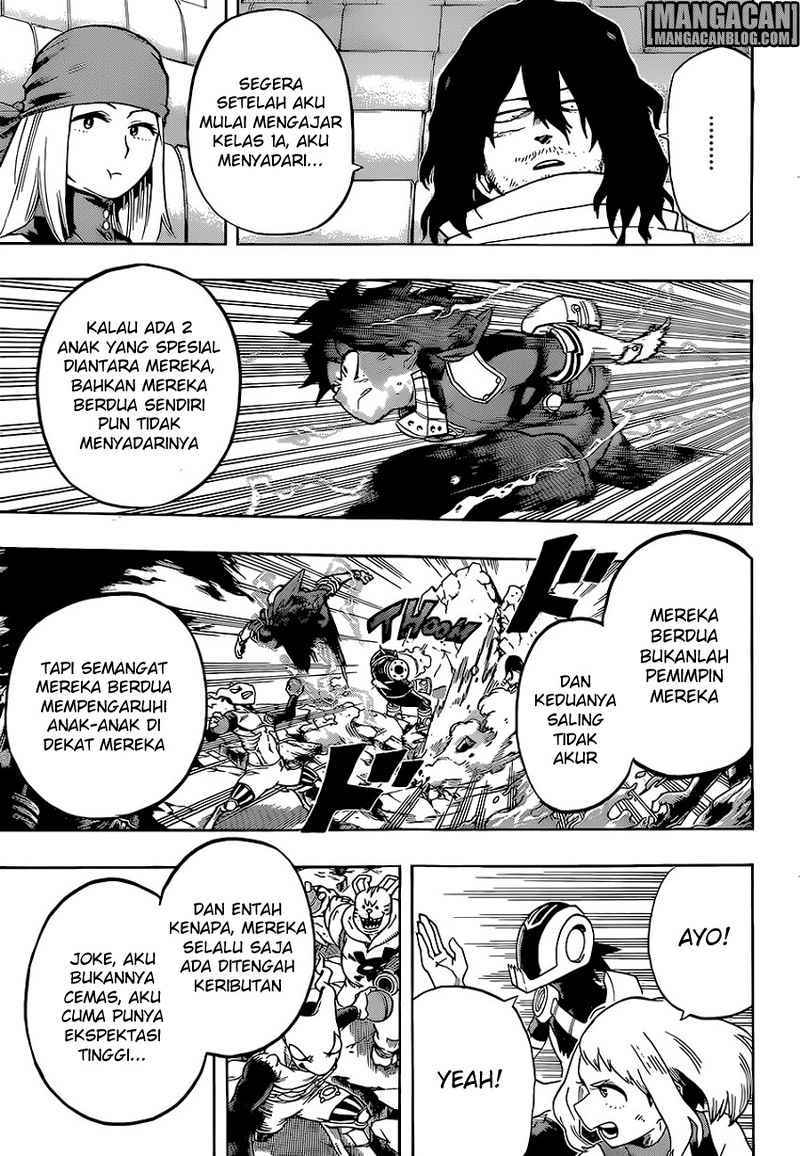 MANGACAN
MANGACANBLOG.COM
..........
SEGERA
SETELAH AKU
MULAI MENGAJAR
KELAS 1A, AKU
MENYADARI...
KALAU ADA 2
ANAK YANG SPESIAL
DIANTARA MEREKA,
BAHKAN MEREKA
BERDUA SENDIRI
PUN TIDAK
MENYADARINYA
MEREKA
BERDUA
BUKANLAH
PEMIMPIN
MEREKA
DAN
KEDUANYA
SALING
TIDAK
AKUR
ド
THOOM
ド
TAPI SEMANGAT
MEREKA BERDUA
MEMPENGARUHI
ANAK-ANAK DI
DEKAT MEREKA
AYO!
YEAH!
DAN ENTAH
KENAPA, MEREKA
SELALU SAJA
ADA DITENGAH
KERIBUTAN
JOKE, AKU
BUKANNYA
CEMAS, AKU
CUMA PUNYA
EKSPEKTASI
TINGGI...